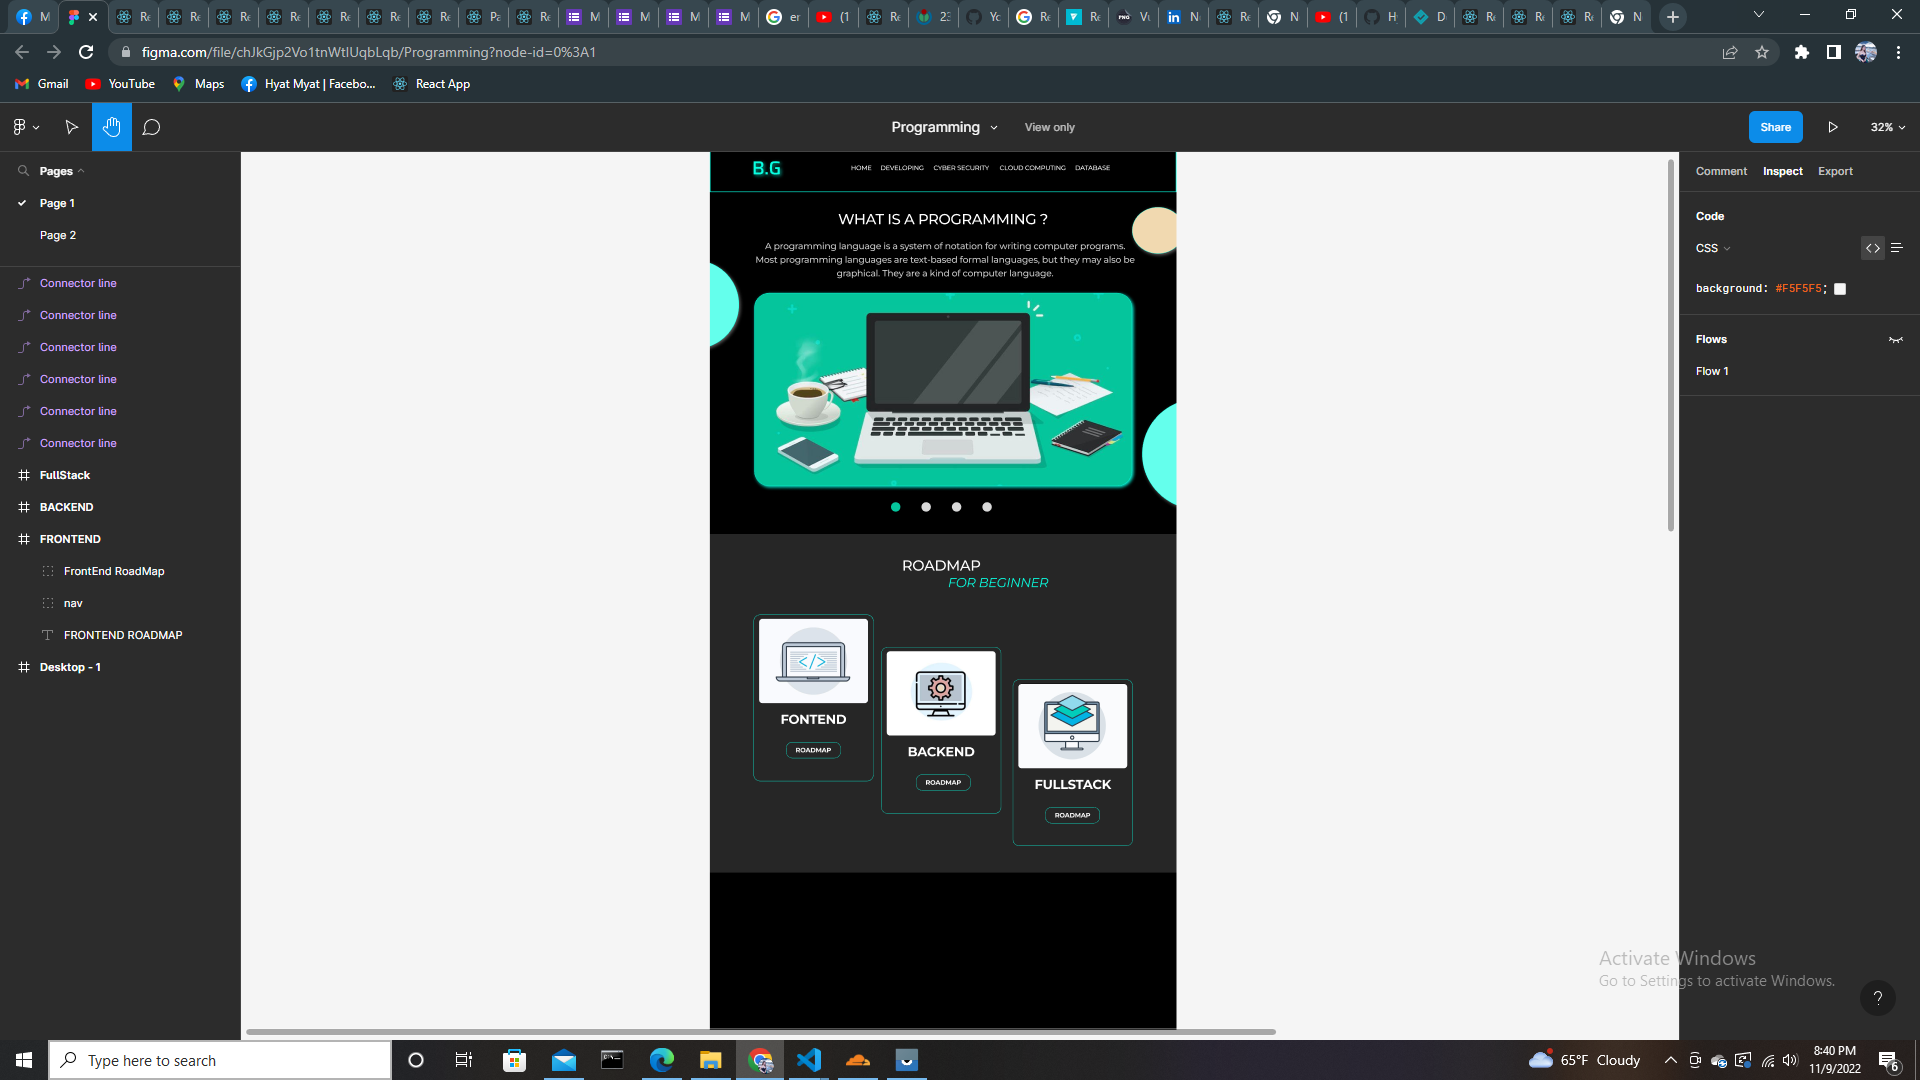 M
Re
Re
Re
Re
Re
Re
Re
Pa
Re
M
M
M
M
er
(1
Re
23
Yo
Re
Re
Vu
N
Re
N
(1
H
D
Re
Re
Re
N
figma.com/file/chJkGjp2Vo1tnWtIUqbLqb/Programming?node-id=0%3A1
Gmail YouTube Maps Hyat Myat | Facebo... React App
Programming View only Share 32%
Pages
Page 1
Page 2
Connector line
Connector line
Connector line
Connector line
Connector line
Connector line
FullStack
BACKEND
FRONTEND
FrontEnd RoadMap
nav
FRONTEND ROADMAP
Desktop - 1
B.G HOME DEVELOPING CYBER SECURITY CLOUD COMPUTING DATABASE
WHAT IS A PROGRAMMING ?
A programming language is a system of notation for writing computer programs.
Most programming languages are text-based formal languages, but they may also be
graphical. They are a kind of computer language.
ROADMAP
FOR BEGINNER
</>
FONTEND
ROADMAP
BACKEND
ROADMAP
FULLSTACK
ROADMAP
Comment Inspect Export
Code
CSS
<>
background: #F5F5F5;
Flows
Flow 1
Activate Windows
Go to Settings to activate Windows.
?
Type here to search
65°F Cloudy
8:40 PM
11/9/2022
6